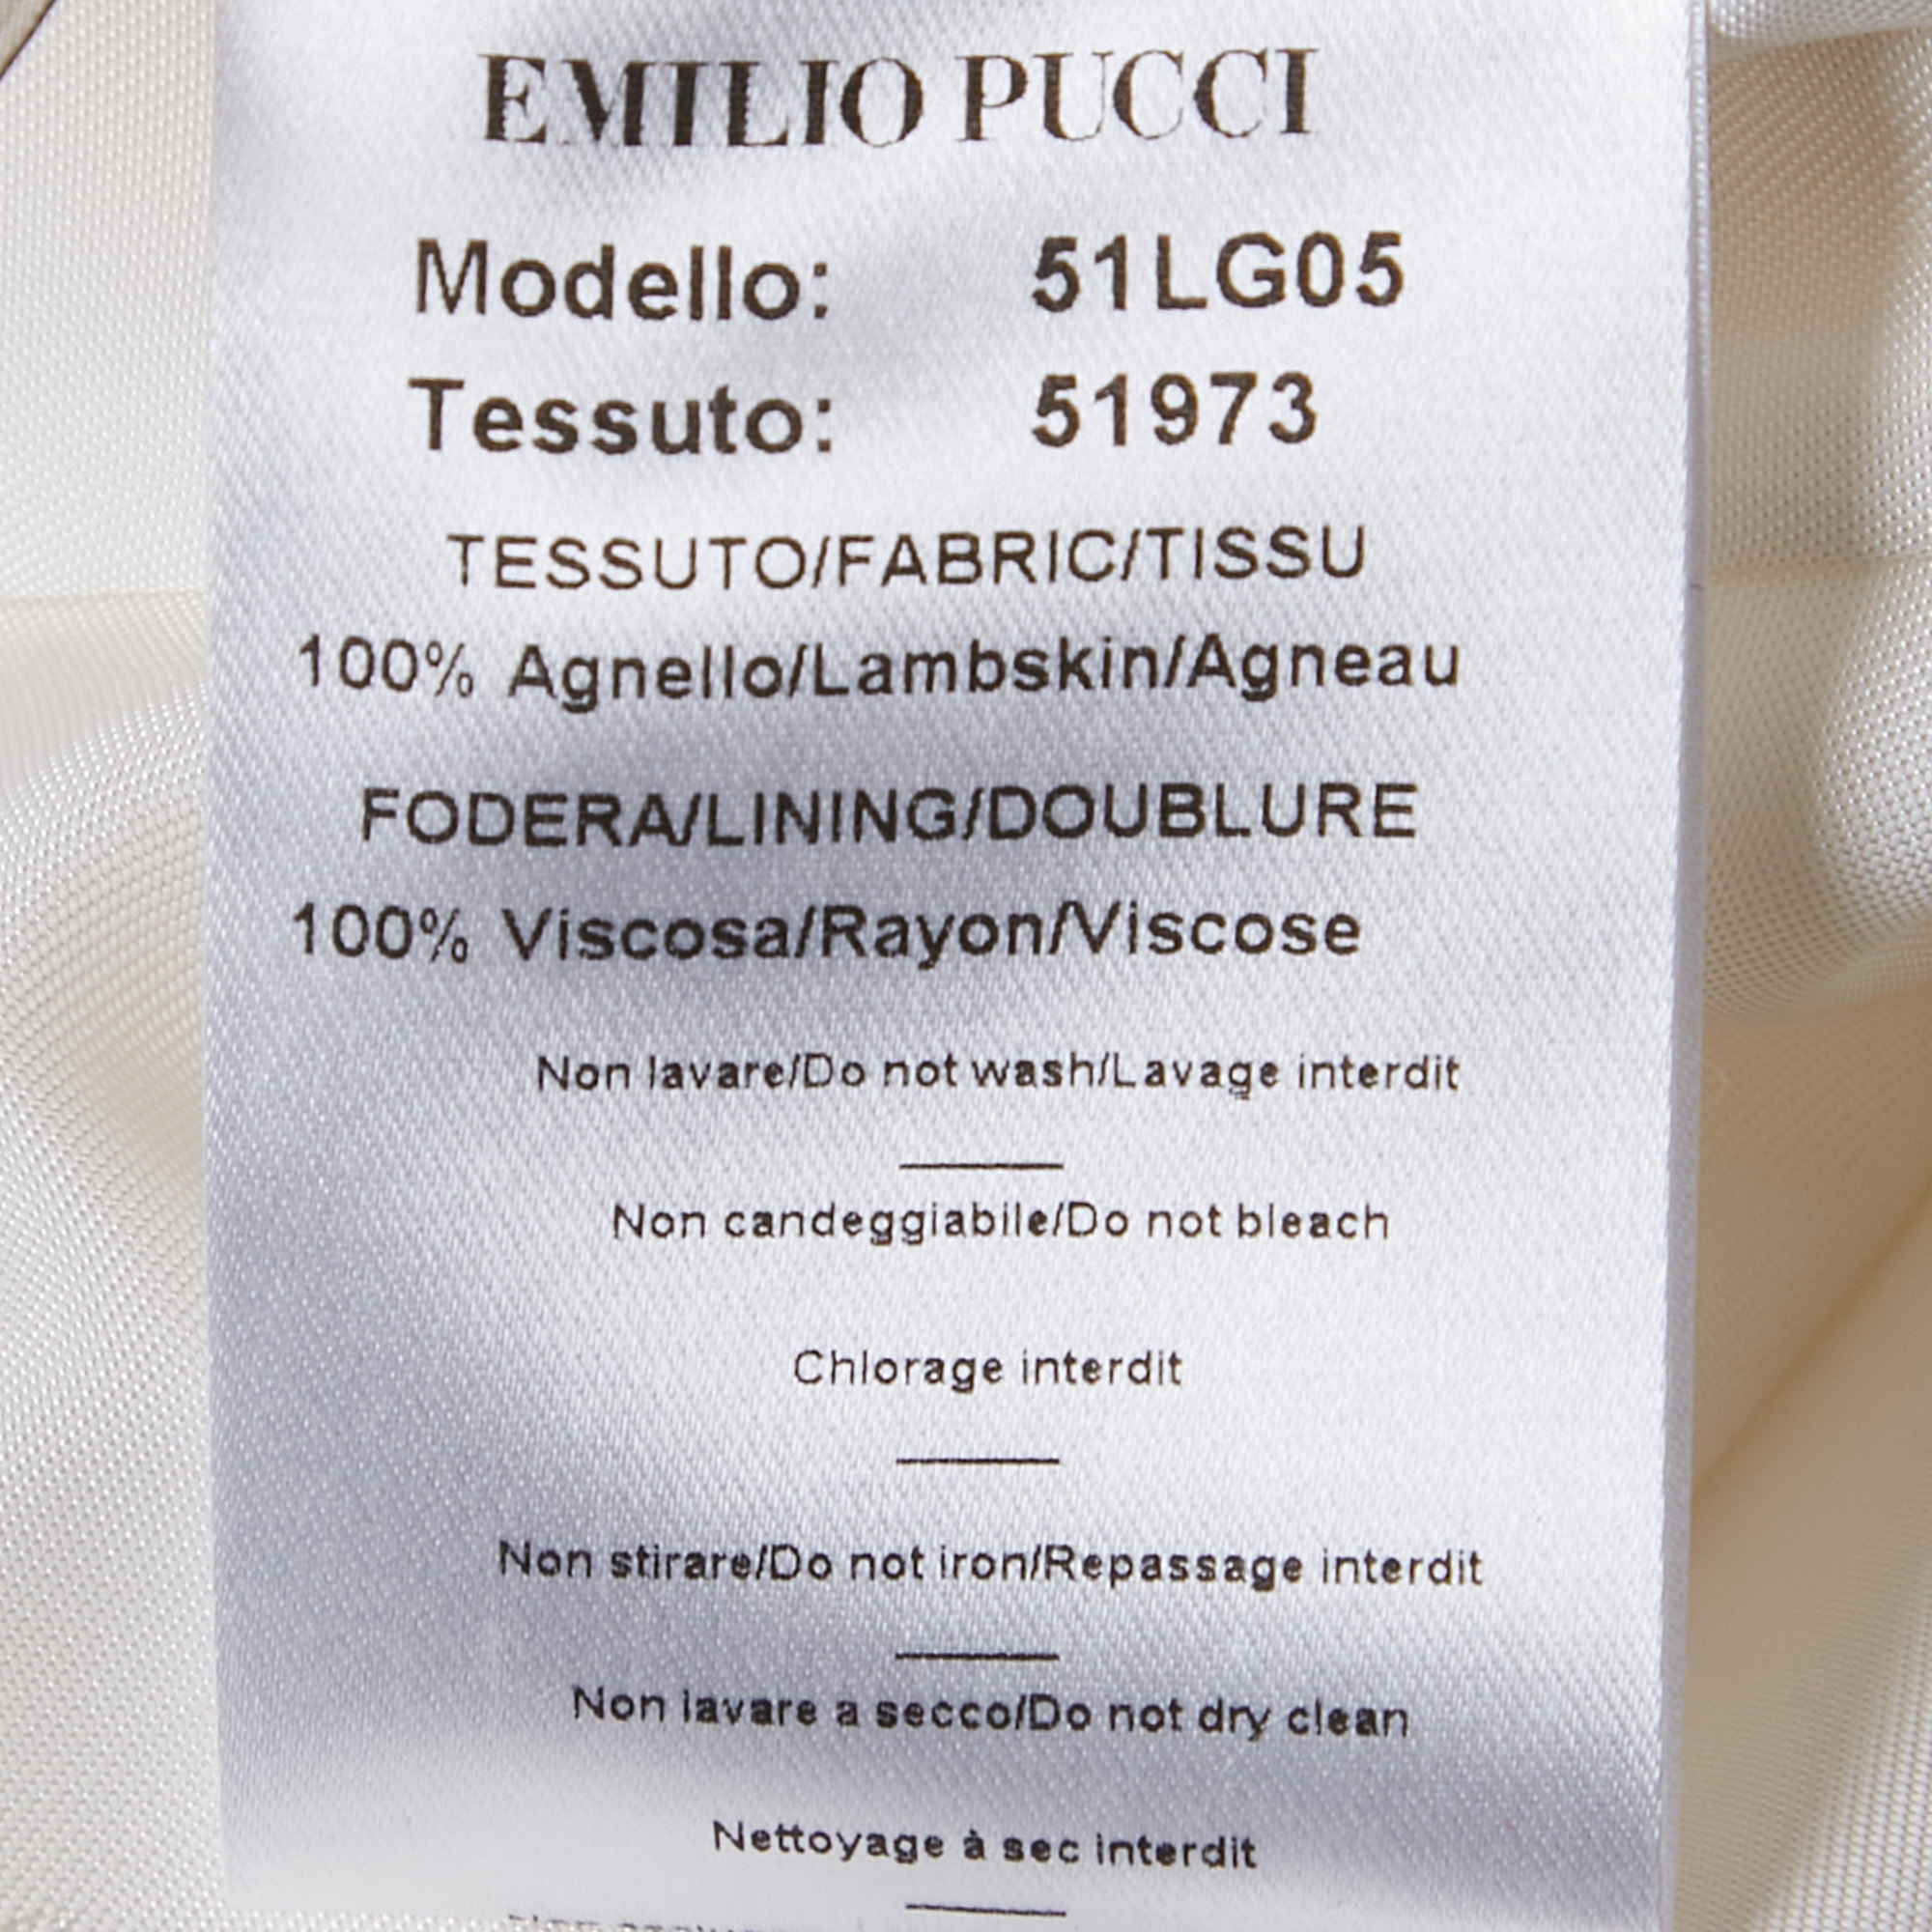 EMILIO PUCCI
Modello: 51LG05
Tessuto: 51973
TESSUTO/FABRIC/TISSU
100% Agnello/Lambskin/Agneau
FODERA/LINING/DOUBLURE
100% Viscosa/Rayon/Viscose
Non lavare/Do not wash/Lavage interdit
Non candeggiabile/Do not bleach
Chlorage interdit
Non stirare/Do not iron/Repassage interdit
Non lavare a secco/Do not dry clean
Nettoyage à sec interdit